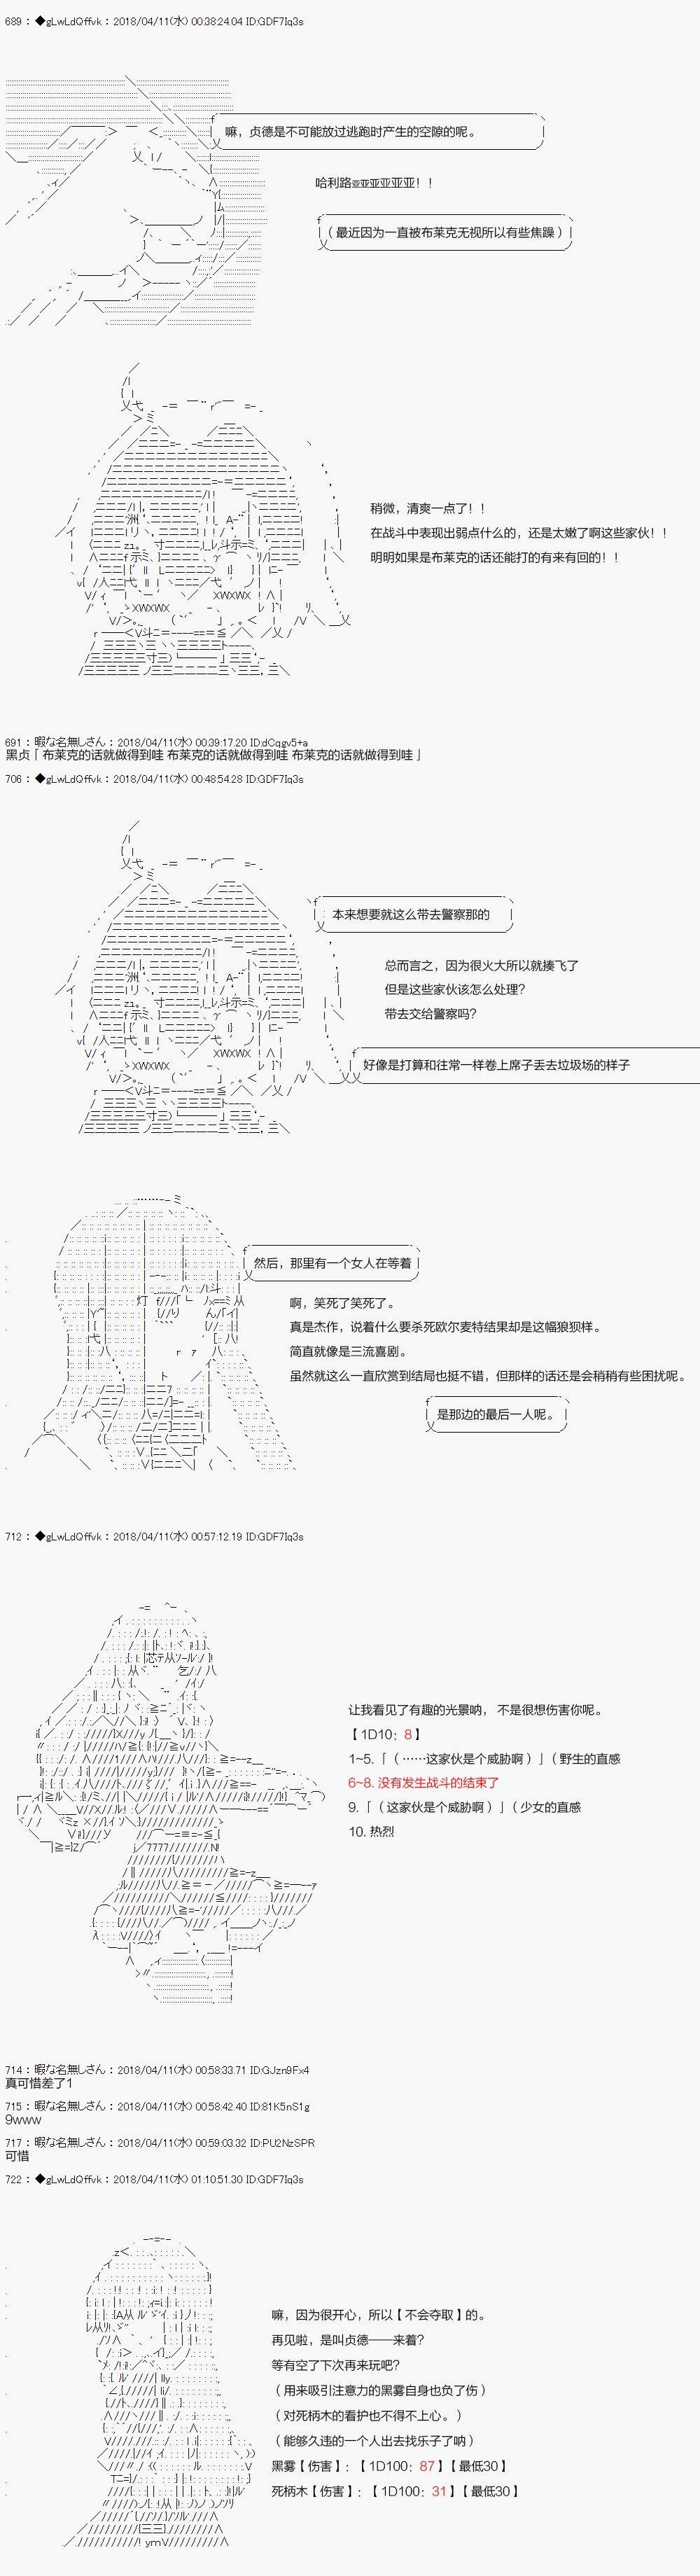 689 : ◆gLwLdQffvk : 2018/04/11(水) 00:38:24.04 ID:GDF7Iq3s
嘛，贞德是不可能放过逃跑时产生的空隙的呢。
哈利路亚亚亚亚亚亚！！
（最近因为一直被布莱克无视所以有些焦躁）
稍微，清爽一点了！！
在战斗中表现出弱点什么的，还是太嫩了啊这些家伙！！
明明如果是布莱克的话还能打的有来有回的！！
691 : 暇な名無しさん : 2018/04/11(水) 00:39:17.20 ID:dCqgv5+a
黑贞「布莱克的话就做得到哇 布莱克的话就做得到哇 布莱克的话就做得到哇」
706 : ◆gLwLdQffvk : 2018/04/11(水) 00:48:54.28 ID:GDF7Iq3s
本来想要就这么带去警察那的
总而言之，因为很火大所以就揍飞了
但是这些家伙该怎么处理？
带去交给警察吗？
好像是打算和往常一样卷上席子丢去垃圾场的样子
然后，那里有一个女人在等着
啊，笑死了笑死了。
真是杰作，说着什么要杀死欧尔麦特结果却是这幅狼狈样。
简直就像是三流喜剧。
虽然就这么一直欣赏到结局也挺不错，但那样的话还是会稍稍有些困扰呢。
是那边的最后一人呢。
712 : ◆gLwLdQffvk : 2018/04/11(水) 00:57:12.19 ID:GDF7Iq3s
让我看见了有趣的光景呐， 不是很想伤害你呢。
【1D10：8】
1~5.「（……这家伙是个威胁啊）」（野生的直感
6~8. 没有发生战斗的结束了
9.「（这家伙是个威胁啊）」（少女的直感
10. 热烈
714 : 暇な名無しさん : 2018/04/11(水) 00:58:33.71 ID:GJzn9Fx4
真可惜差了1
715 : 暇な名無しさん : 2018/04/11(水) 00:58:42.40 ID:81K5nS1g
9www
717 : 暇な名無しさん : 2018/04/11(水) 00:59:03.32 ID:PU2NzSPR
可惜
722 : ◆gLwLdQffvk : 2018/04/11(水) 01:10:51.30 ID:GDF7Iq3s
嘛，因为很开心，所以【不会夺取】的。
再见啦，是叫贞德——来着？
等有空了下次再来玩吧？
（用来吸引注意力的黑雾自身也负了伤）
（对死柄木的看护也不得不上心。）
（能够久违的一个人出去找乐子了呐）
黑雾【伤害】：【1D100：87】【最低30】
死柄木【伤害】：【1D100：31】【最低30】